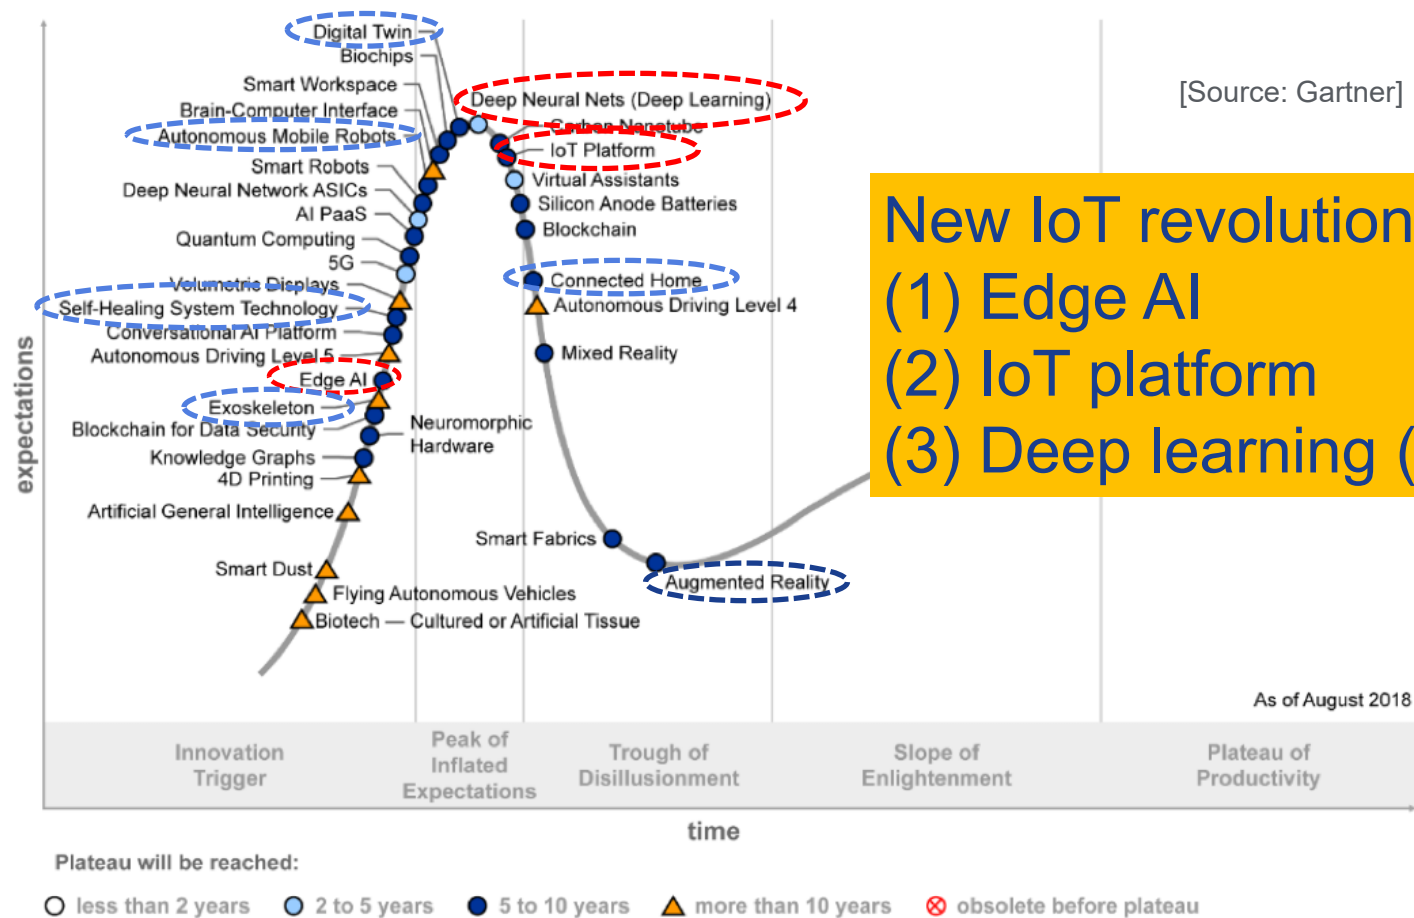 Digital Twin
Biochips
Smart Workspace
Brain-Computer Interface
Autonomous Mobile Robots
Smart Robots
Deep Neural Network ASICs
AI PaaS
Quantum Computing
5G
Volumetric Displays
Self-Healing System Technology
Conversational AI Platform
Autonomous Driving Level 5
Edge AI
Exoskeleton
Blockchain for Data Security
Neuromorphic
Hardware
Knowledge Graphs
4D Printing
Artificial General Intelligence
Smart Dust
Flying Autonomous Vehicles
Biotech — Cultured or Artificial Tissue
Deep Neural Nets (Deep Learning)
Carbon Nanotube
IoT Platform
Virtual Assistants
Silicon Anode Batteries
Blockchain
Connected Home
Autonomous Driving Level 4
Mixed Reality
Smart Fabrics
Augmented Reality
[Source: Gartner]
New IoT revolution
(1) Edge AI
(2) IoT platform
(3) Deep learning (
As of August 2018
expectations
Innovation
Trigger
Peak of
Inflated
Expectations
Trough of
Disillusionment
Slope of
Enlightenment
Plateau of
Productivity
time
Plateau will be reached:
less than 2 years
2 to 5 years
5 to 10 years
more than 10 years
obsolete before plateau